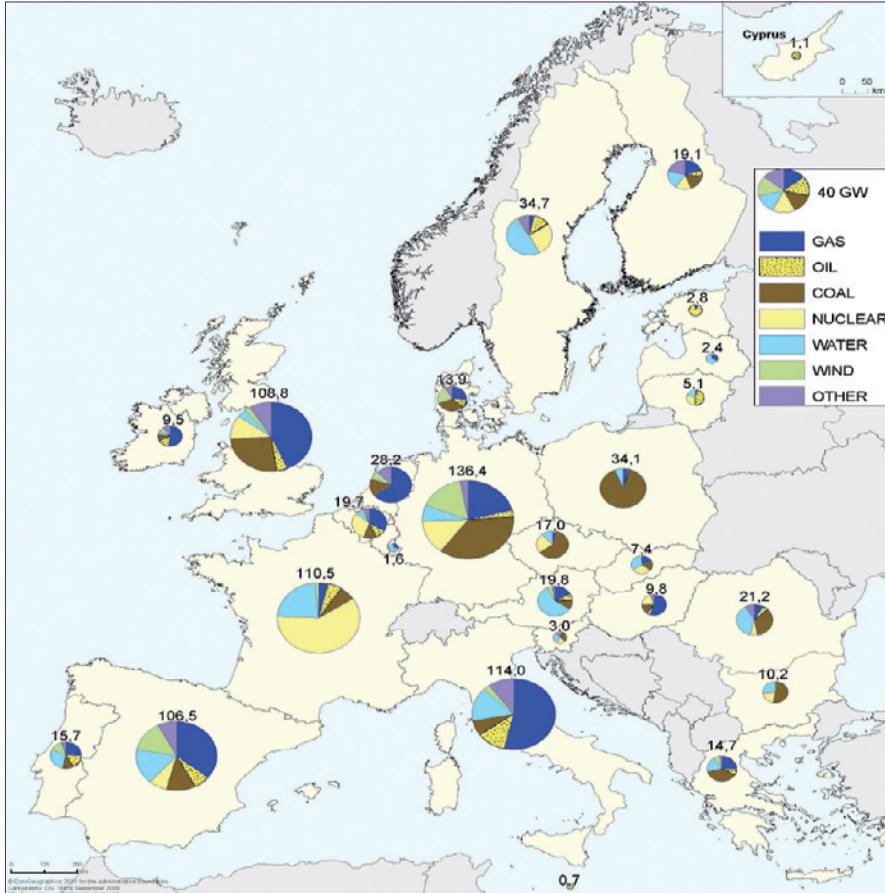 Cyprus
1,1
0 50
km
19,1
40 GW
34,7
GAS
OIL
COAL
NUCLEAR
WATER
WIND
OTHER
2,8
2,4
5,1
13,9
108,8
9,5
28,2
136,4
34,1
19,7
17,0
1,6
7,4
110,5
19,8
9,8
21,2
3,0
10,2
114,0
106,5
15,7
14,7
0,7